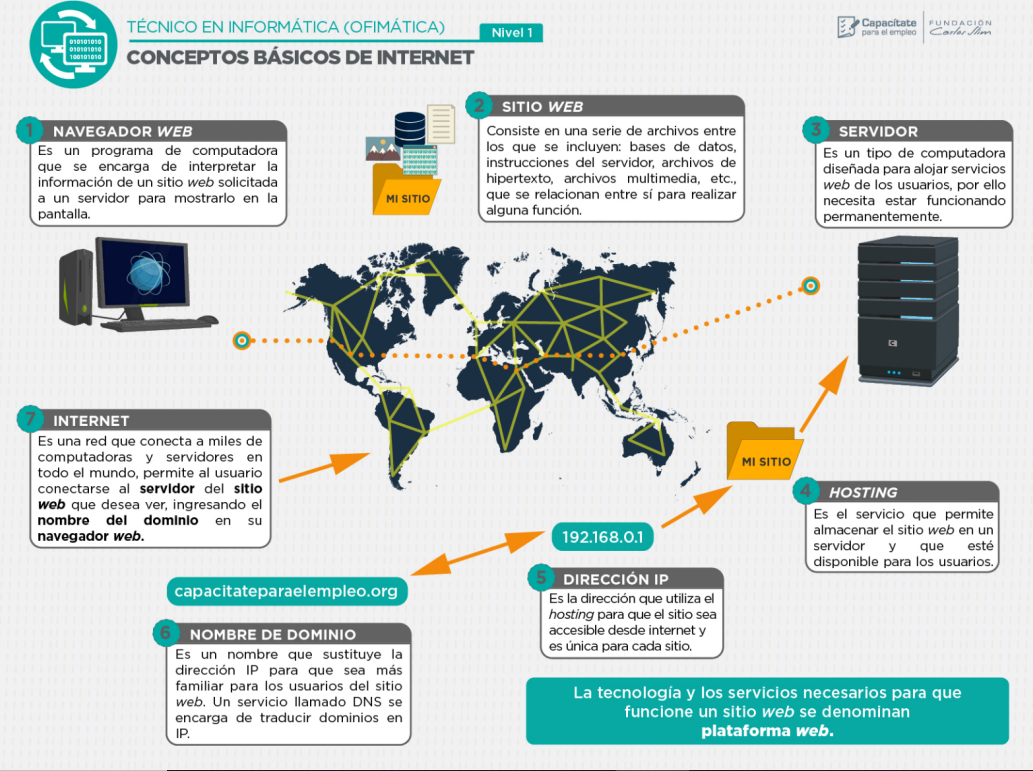 TÉCNICO EN INFORMÁTICA (OFIMÁTICA)
Nivel 1
CONCEPTOS BÁSICOS DE INTERNET
Capacítate
para el empleo
FUNDACIÓN
Carlos Slim
010101010
010101010
100101010
1
NAVEGADOR WEB
Es un programa de computadora
que se encarga de interpretar la
información de un sitio web solicitada
a un servidor para mostrarlo en la
pantalla.
MI SITIO
2
SITIO WEB
Consiste en una serie de archivos entre
los que se incluyen: bases de datos,
instrucciones del servidor, archivos de
hipertexto, archivos multimedia, etc.,
que se relacionan entre sí para realizar
alguna función.
3
SERVIDOR
Es un tipo de computadora
diseñada para alojar servicios
web de los usuarios, por ello
necesita estar funcionando
permanentemente.
7
INTERNET
Es una red que conecta a miles de
computadoras y servidores en
todo el mundo, permite al usuario
conectarse al servidor del sitio
web que desea ver, ingresando el
nombre del dominio en su
navegador web.
MI SITIO
4
HOSTING
Es el servicio que permite
almacenar el sitio web en un
servidor y que esté
disponible para los usuarios.
192.168.0.1
5
DIRECCIÓN IP
Es la dirección que utiliza el
hosting para que el sitio sea
accesible desde internet y
es única para cada sitio.
capacitateparaelempleo.org
6
NOMBRE DE DOMINIO
Es un nombre que sustituye la
dirección IP para que sea más
familiar para los usuarios del sitio
web. Un servicio llamado DNS se
encarga de traducir dominios en
IP.
La tecnología y los servicios necesarios para que
funcione un sitio web se denominan
plataforma web.